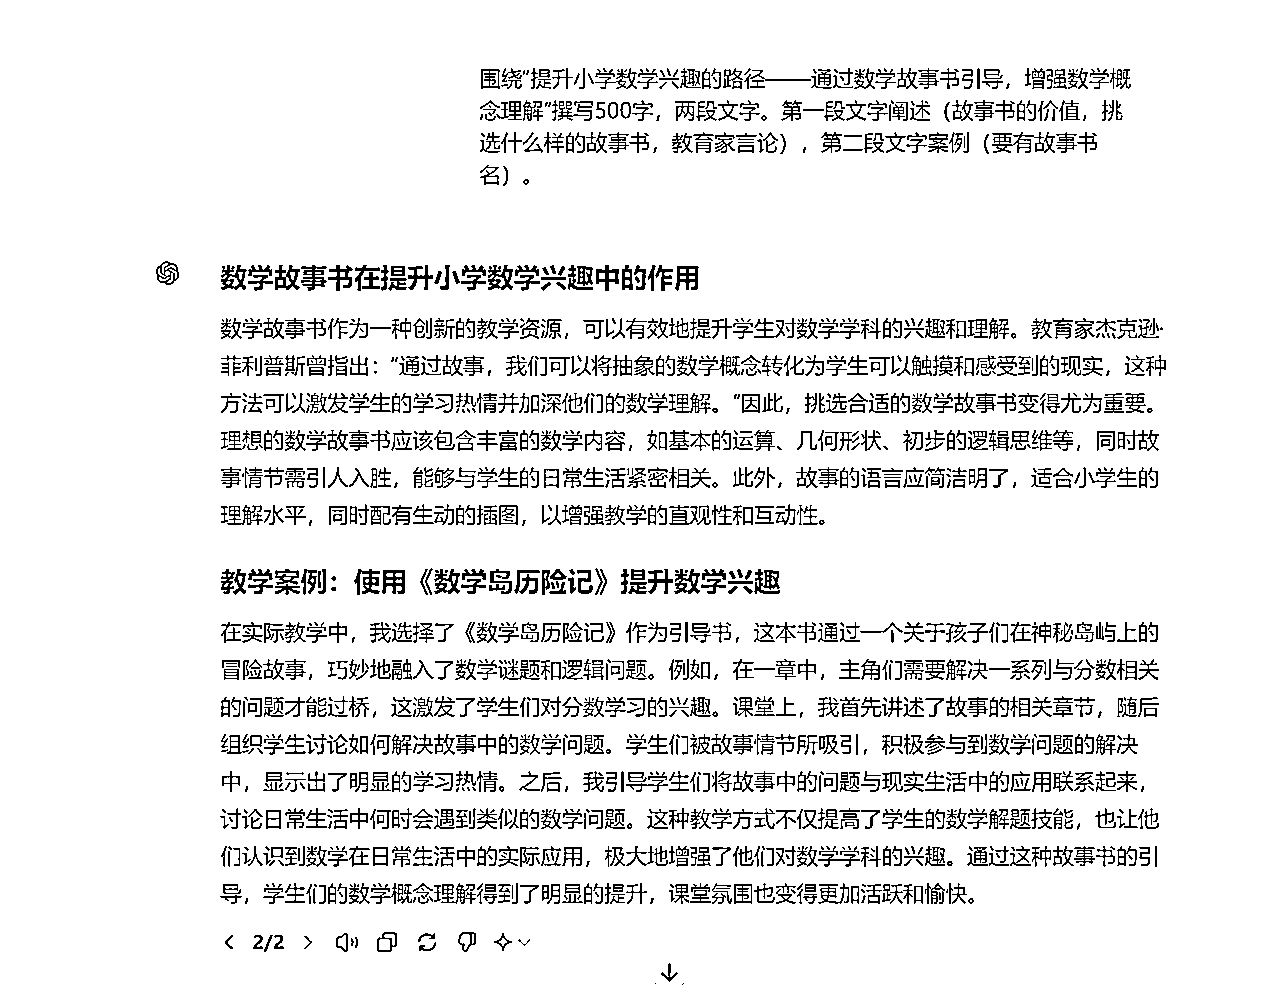 围绕"提升小学数学兴趣的路径——通过数学故事书引导，增强数学概
念理解"撰写500字，两段文字。第一段文字阐述（故事书的价值，挑
选什么样的故事书，教育家言论），第二段文字案例（要有故事书
名）。
数学故事书在提升小学数学兴趣中的作用
数学故事书作为一种创新的教学资源，可以有效地提升学生对数学学科的兴趣和理解。教育家杰克逊·
菲利普斯曾指出："通过故事，我们可以将抽象的数学概念转化为学生可以触摸和感受到的现实，这种
方法可以激发学生的学习热情并加深他们的数学理解。"因此，挑选合适的数学故事书变得尤为重要。
理想的数学故事书应该包含丰富的数学内容，如基本的运算、几何形状、初步的逻辑思维等，同时故
事情节需引人入胜，能够与学生的日常生活紧密相关。此外，故事的语言应简洁明了，适合小学生的
理解水平，同时配有生动的插图，以增强教学的直观性和互动性。
教学案例：使用《数学岛历险记》提升数学兴趣
在实际教学中，我选择了《数学岛历险记》作为引导书，这本书通过一个关于孩子们在神秘岛屿上的
冒险故事，巧妙地融入了数学谜题和逻辑问题。例如，在一章中，主角们需要解决一系列与分数相关
的问题才能过桥，这激发了学生们对分数学习的兴趣。课堂上，我首先讲述了故事的相关章节，随后
组织学生讨论如何解决故事中的数学问题。学生们被故事情节所吸引，积极参与到数学问题的解决
中，显示出了明显的学习热情。之后，我引导学生们将故事中的问题与现实生活中的应用联系起来，
讨论日常生活中何时会遇到类似的数学问题。这种教学方式不仅提高了学生的数学解题技能，也让他
们认识到数学在日常生活中的实际应用，极大地增强了他们对数学学科的兴趣。通过这种故事书的引
导，学生们的数学概念理解得到了明显的提升，课堂氛围也变得更加活跃和愉快。
2/2